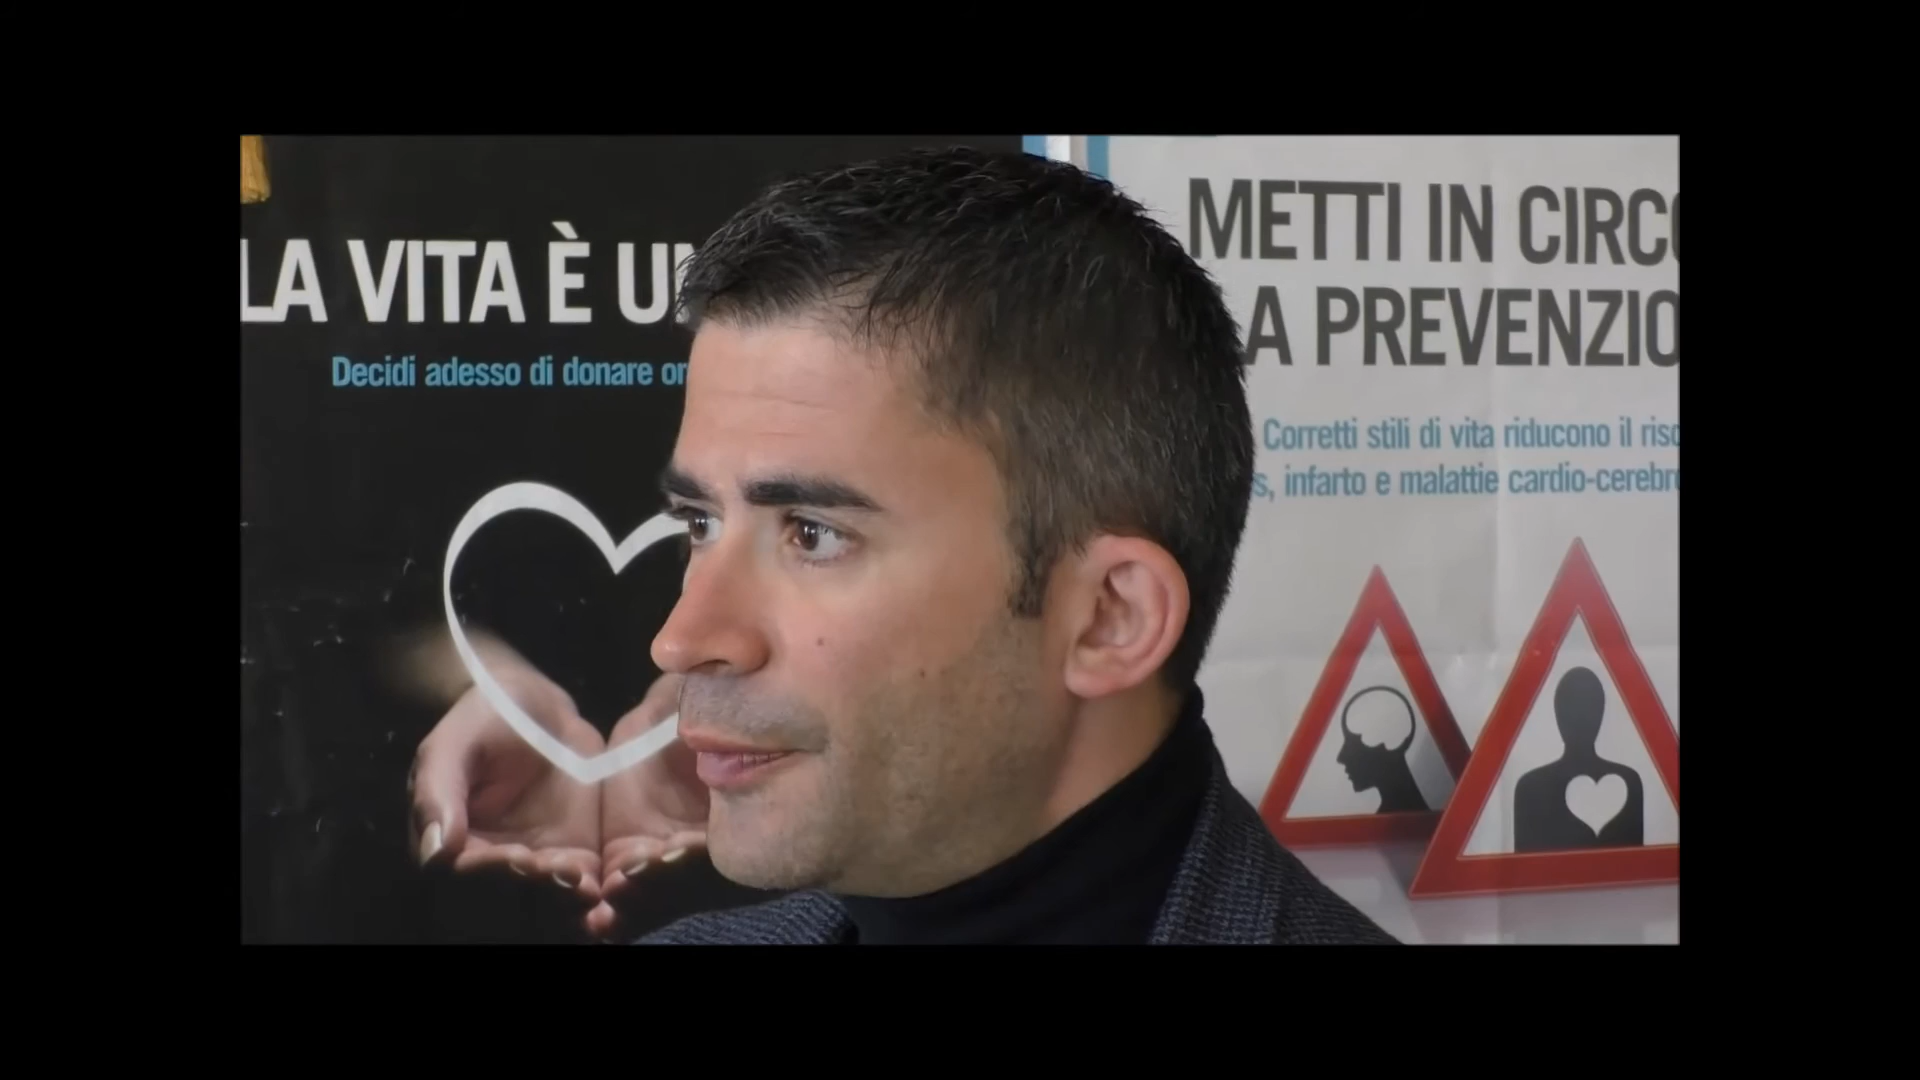 LA VITA È UN
Decidi adesso di donare or
METTI IN CIRCO
A PREVENZIO
Corretti stili di vita riducono il risc
s, infarto e malattie cardio-cerebr